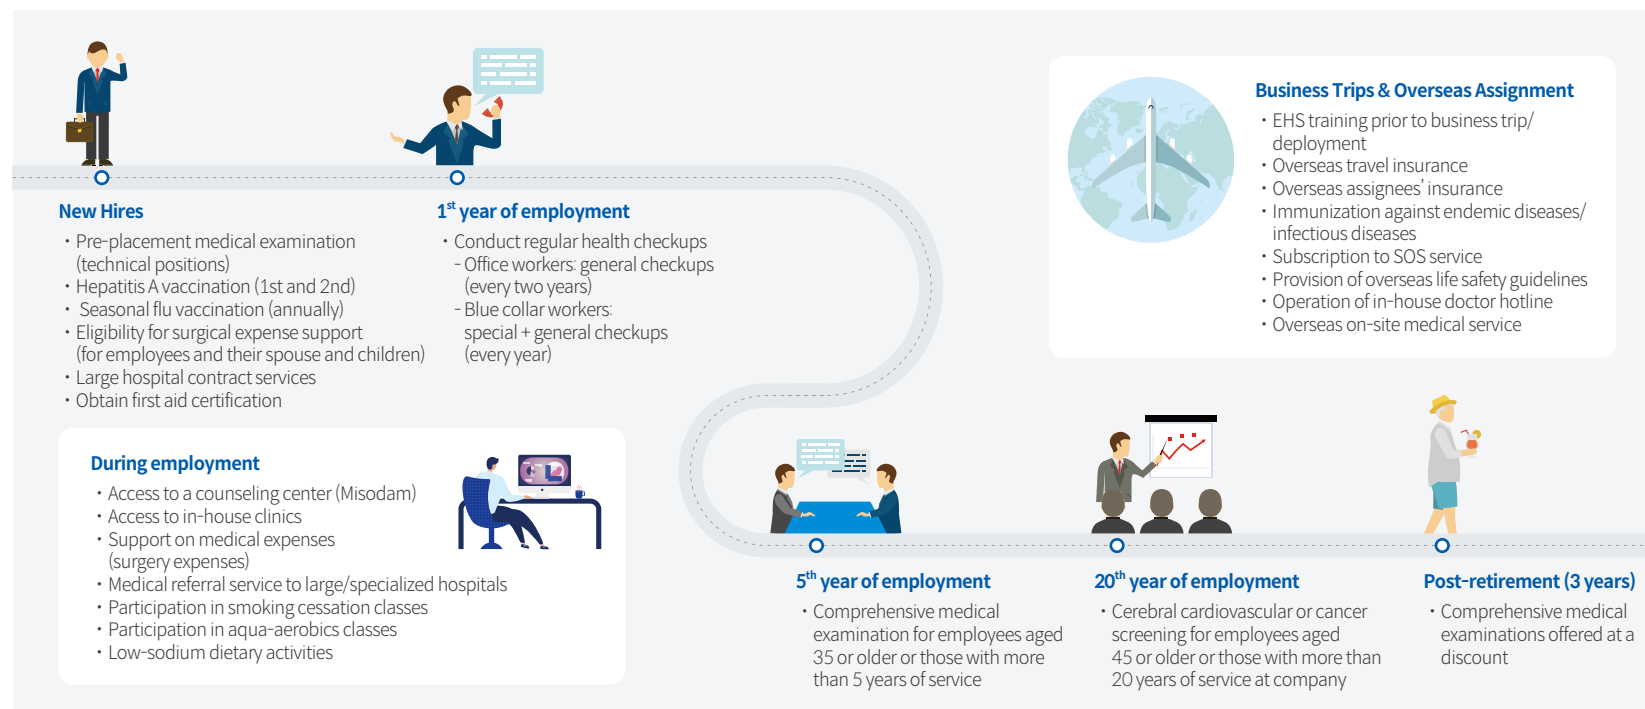 New Hires
・Pre-placement medical examination
(technical positions)
・Hepatitis A vaccination (1st and 2nd)
・ Seasonal flu vaccination (annually)
・Eligibility for surgical expense support
(for employees and their spouse and children)
・Large hospital contract services
・Obtain first aid certification
1st year of employment
・Conduct regular health checkups
- Office workers: general checkups
(every two years)
- Blue collar workers:
special + general checkups
(every year)
Business Trips & Overseas Assignment
・EHS training prior to business trip/
deployment
・Overseas travel insurance
・Overseas assignees’ insurance
・Immunization against endemic diseases/
infectious diseases
・Subscription to SOS service
・Provision of overseas life safety guidelines
・Operation of in-house doctor hotline
・Overseas on-site medical service
During employment
・Access to a counseling center (Misodam)
・Access to in-house clinics
・Support on medical expenses
(surgery expenses)
・Medical referral service to large/specialized hospitals
・Participation in smoking cessation classes
・Participation in aqua-aerobics classes
・Low-sodium dietary activities
5th year of employment
・Comprehensive medical
examination for employees aged
35 or older or those with more
than 5 years of service
20th year of employment
・Cerebral cardiovascular or cancer
screening for employees aged
45 or older or those with more than
20 years of service at company
Post-retirement (3 years)
・Comprehensive medical
examinations offered at a
discount